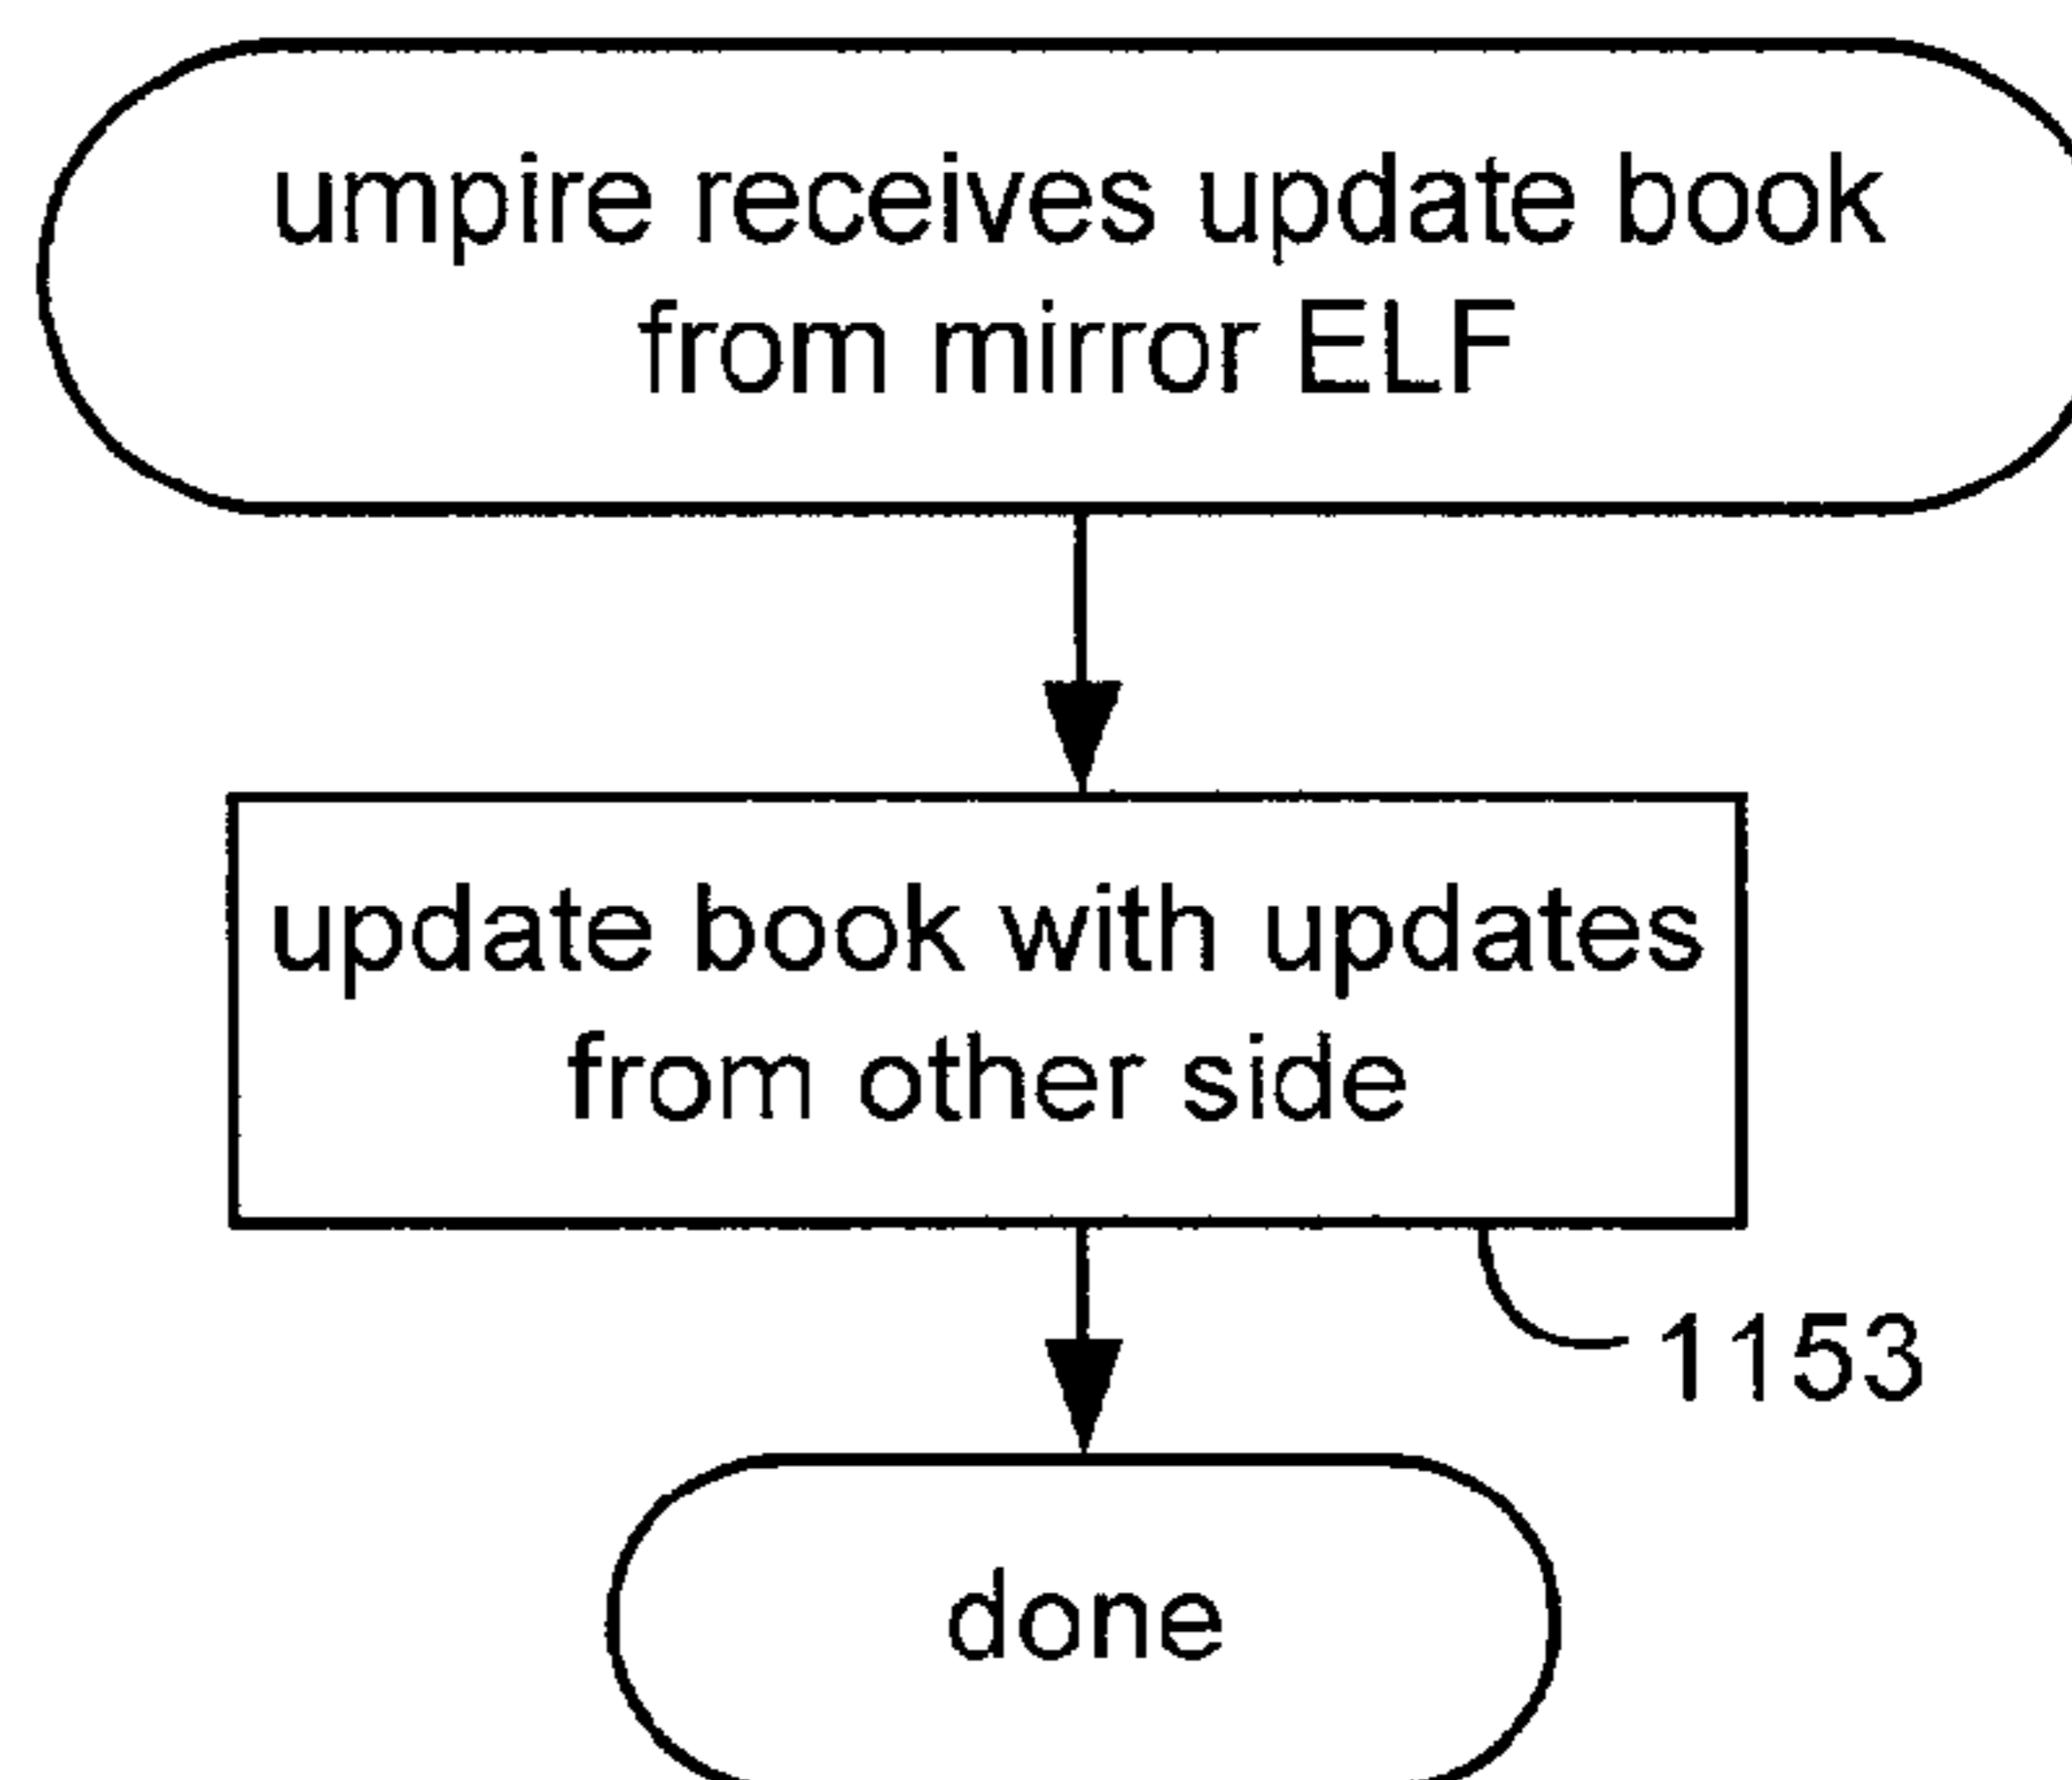 umpire receives update book
from mirror ELF
update book with updates
from other side
1153
done